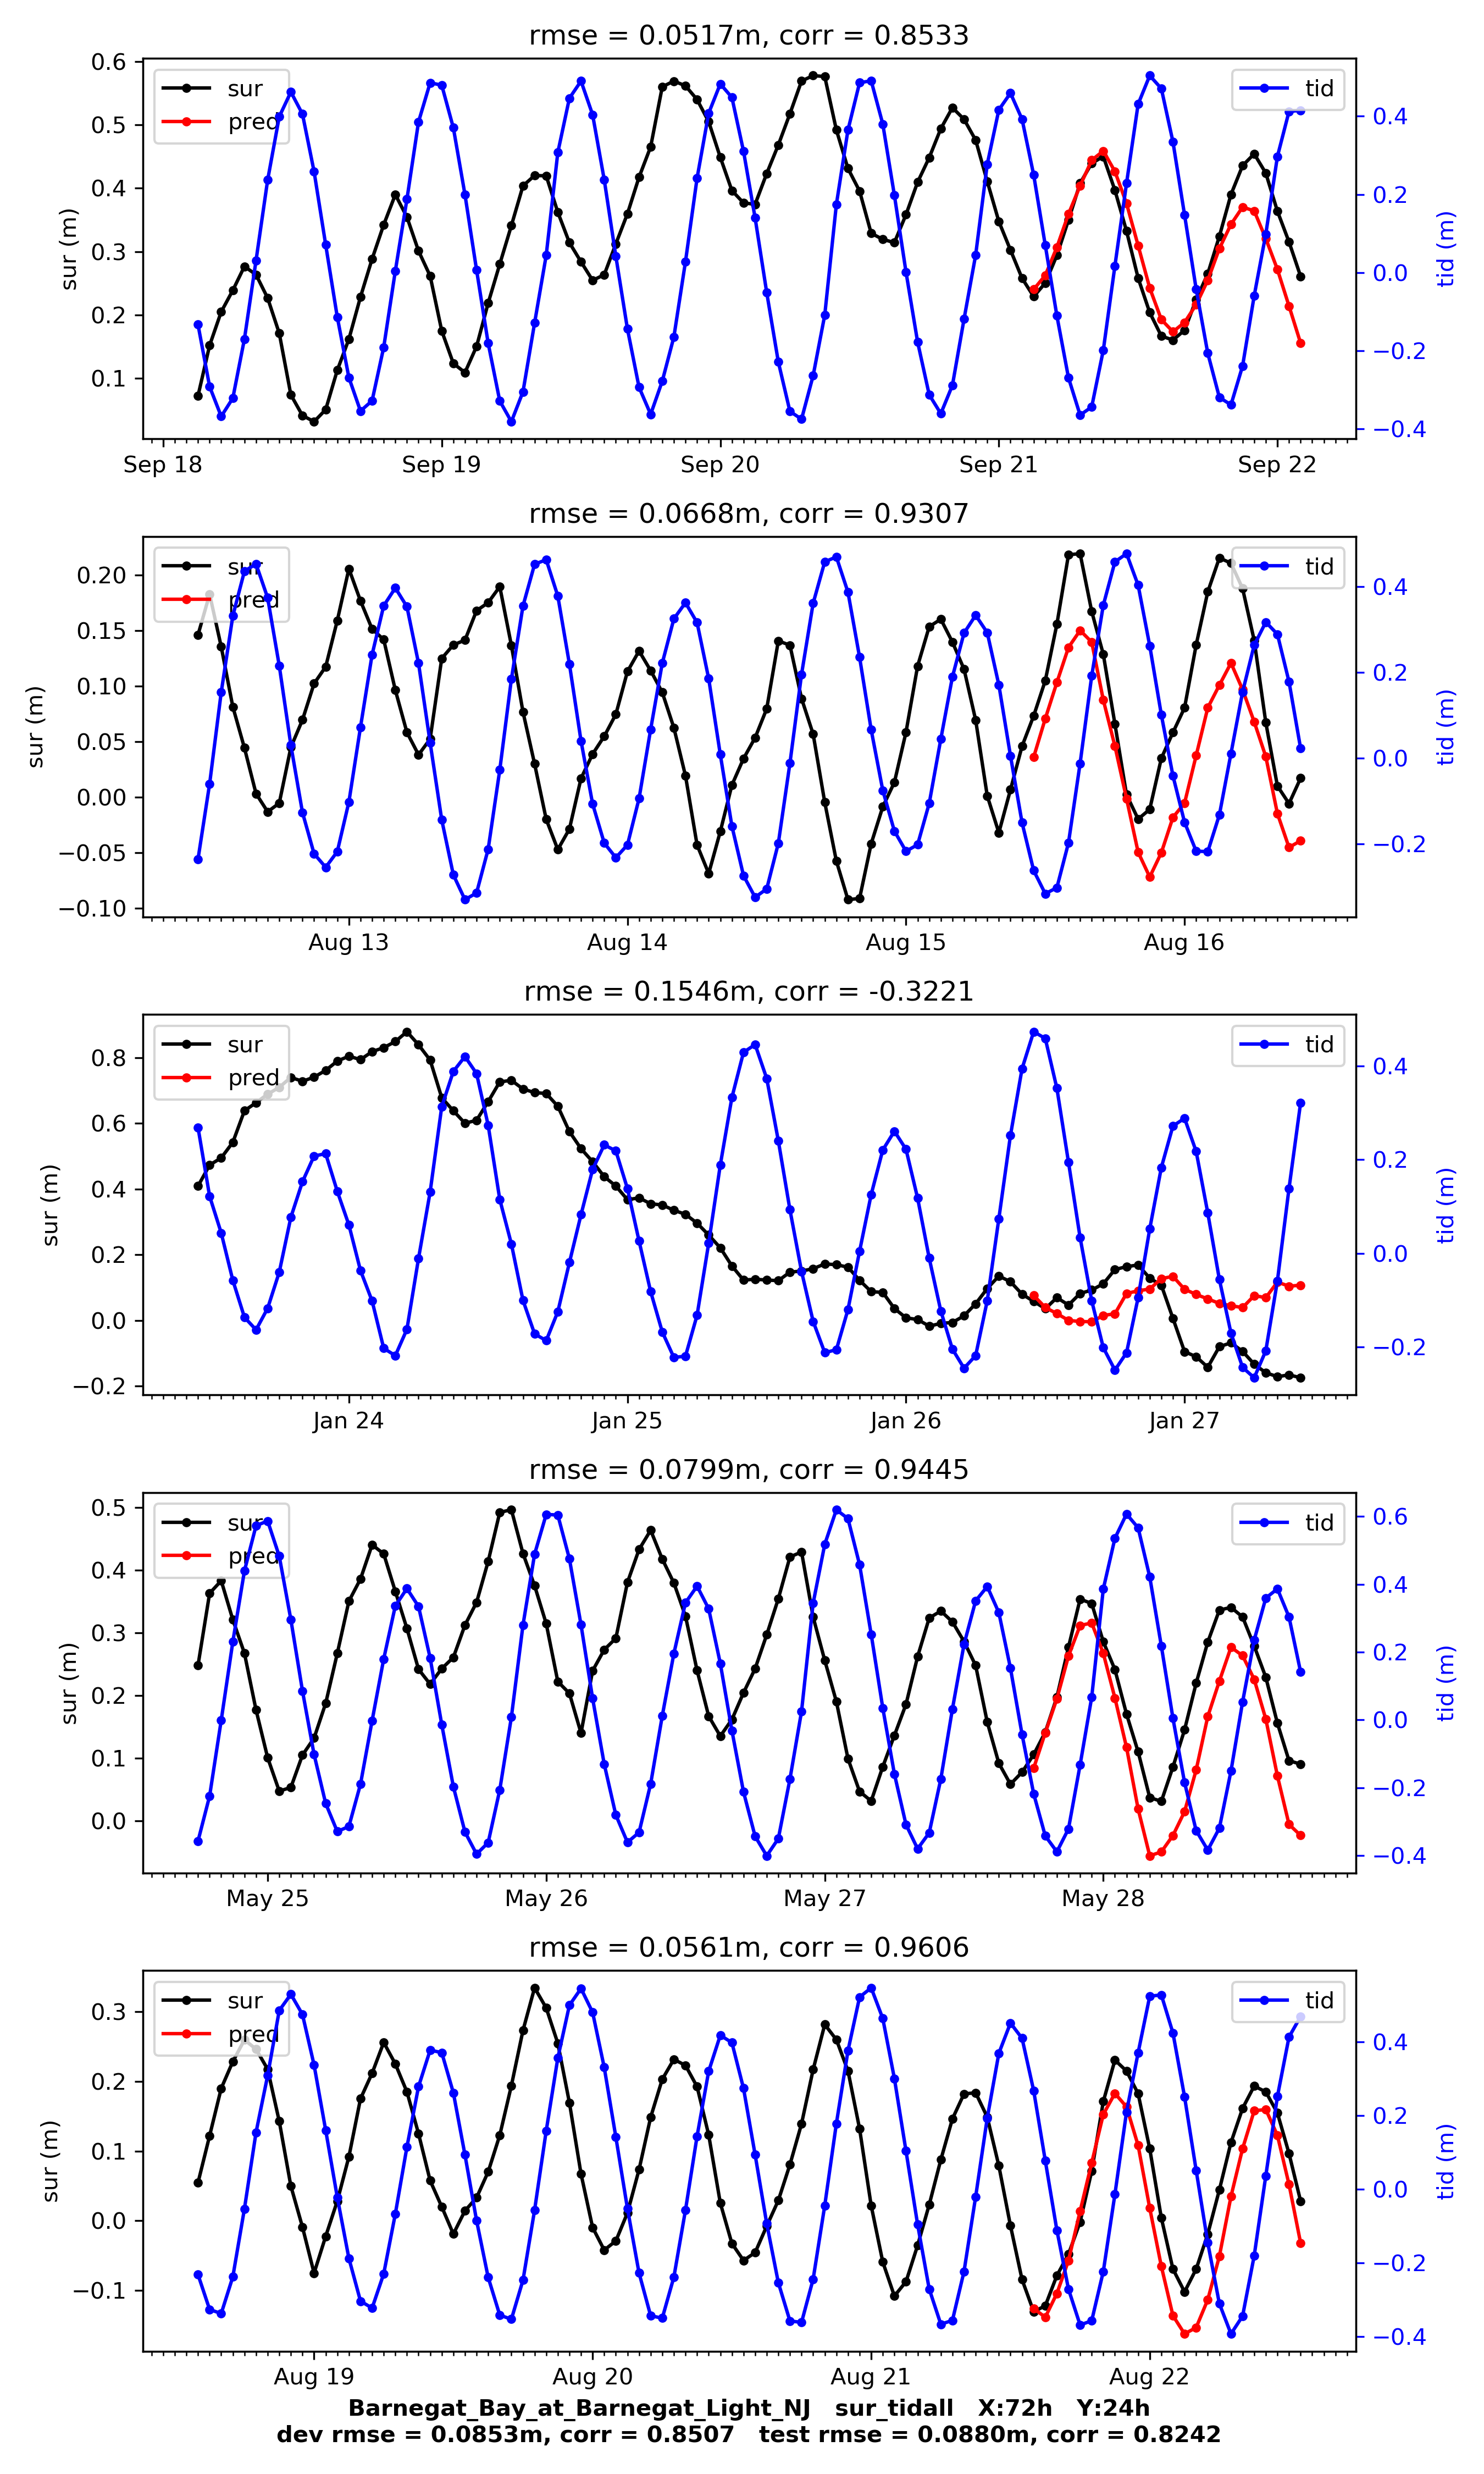 rmse = 0.0517m, corr = 0.8533
sur
pred
tid
0.6
0.5
0.4
0.3
0.2
0.1
sur (m)
0.4
0.2
0.0
−0.2
−0.4
tid (m)
Sep 18 Sep 19 Sep 20 Sep 21 Sep 22
rmse = 0.0668m, corr = 0.9307
sur
pred
tid
0.20
0.15
0.10
0.05
0.00
−0.05
−0.10
sur (m)
0.4
0.2
0.0
−0.2
tid (m)
Aug 13 Aug 14 Aug 15 Aug 16
rmse = 0.1546m, corr = -0.3221
sur
pred
tid
0.8
0.6
0.4
0.2
0.0
−0.2
sur (m)
0.4
0.2
0.0
−0.2
tid (m)
Jan 24 Jan 25 Jan 26 Jan 27
rmse = 0.0799m, corr = 0.9445
sur
pred
tid
0.5
0.4
0.3
0.2
0.1
0.0
sur (m)
0.6
0.4
0.2
0.0
−0.2
−0.4
tid (m)
May 25 May 26 May 27 May 28
rmse = 0.0561m, corr = 0.9606
sur
pred
tid
0.3
0.2
0.1
0.0
−0.1
sur (m)
0.4
0.2
0.0
−0.2
−0.4
tid (m)
Aug 19 Aug 20 Aug 21 Aug 22
Barnegat_Bay_at_Barnegat_Light_NJ sur_tidall X:72h Y:24h
dev rmse = 0.0853m, corr = 0.8507 test rmse = 0.0880m, corr = 0.8242